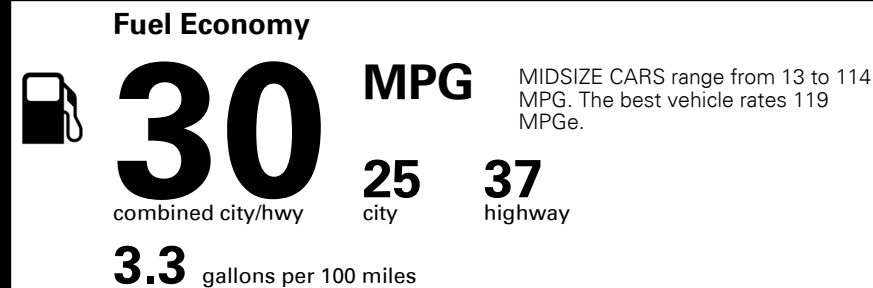 Fuel Economy
30
combined city/hwy
MPG
MIDSIZE CARS range from 13 to 114
MPG. The best vehicle rates 119
MPGe.
25
city
37
highway
3.3 gallons per 100 miles